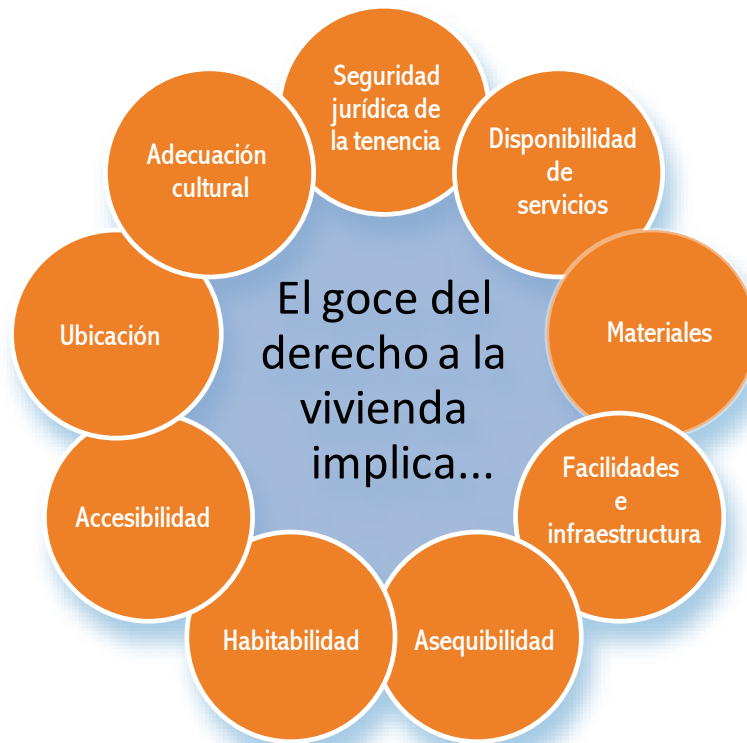 Seguridad
jurídica de
la tenencia
Disponibilidad
de
servicios
Materiales
Facilidades
e
infraestructura
Asequibilidad
Habitabilidad
Accesibilidad
Ubicación
Adecuación
cultural
El goce del
derecho a la
vivienda
implica...